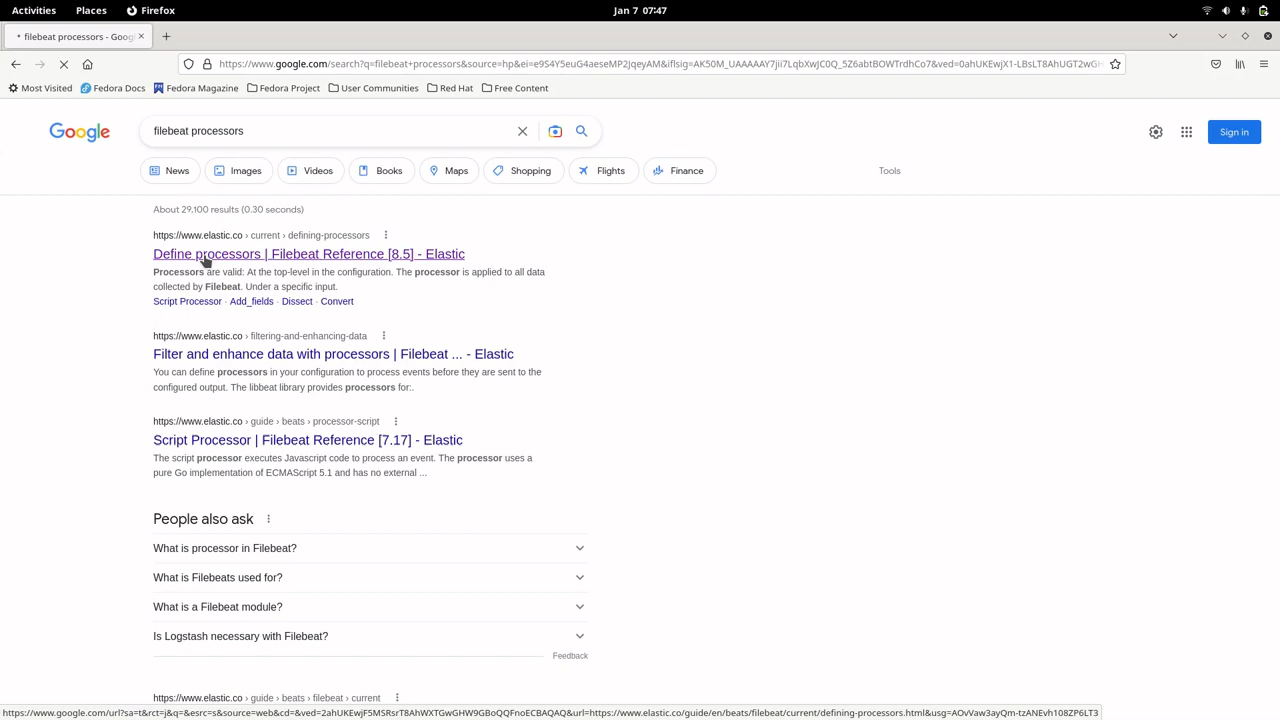 Activities Places Firefox Jan 7 07:47
filebeat processors - Goog
https://www.google.com/search?q=filebeat+processors&source=hp&ei=e9S4Y5euG4aeseMP2JqeyAM&iflsig=AK50M_UAAAAAY7jii7LqbXwJC0Q_5Z6abtBOWTrdhCo7&ved=0ahUKEwjX1-LBsLT8AhUGT2wGH
Most Visited Fedora Docs Fedora Magazine Fedora Project User Communities Red Hat Free Content
Google filebeat processors Sign in
News Images Videos Books Maps Shopping Flights Finance Tools
About 29,100 results (0.30 seconds)
https://www.elastic.co › current › defining-processors
Define processors | Filebeat Reference [8.5] - Elastic
Processors are valid: At the top-level in the configuration. The processor is applied to all data
collected by Filebeat. Under a specific input.
Script Processor · Add_fields · Dissect · Convert
https://www.elastic.co › filtering-and-enhancing-data
Filter and enhance data with processors | Filebeat ... - Elastic
You can define processors in your configuration to process events before they are sent to the
configured output. The libbeat library provides processors for:.
https://www.elastic.co › guide › beats › processor-script
Script Processor | Filebeat Reference [7.17] - Elastic
The script processor executes Javascript code to process an event. The processor uses a
pure Go implementation of ECMAScript 5.1 and has no external ...
People also ask
What is processor in Filebeat?
What is Filebeats used for?
What is a Filebeat module?
Is Logstash necessary with Filebeat?
Feedback
https://www.elastic.co › guide › beats › filebeat › current
https://www.google.com/url?sa=t&rct=j&q=&esrc=s&source=web&cd=&ved=2ahUKEwjF5MSRsrT8AhWXTGwGHW9GBoQQFnoECBAQAQ&url=https://www.elastic.co/guide/en/beats/filebeat/current/defining-processors.html&usg=AOvVaw3ayQm-tzANEvh108ZP6LT3